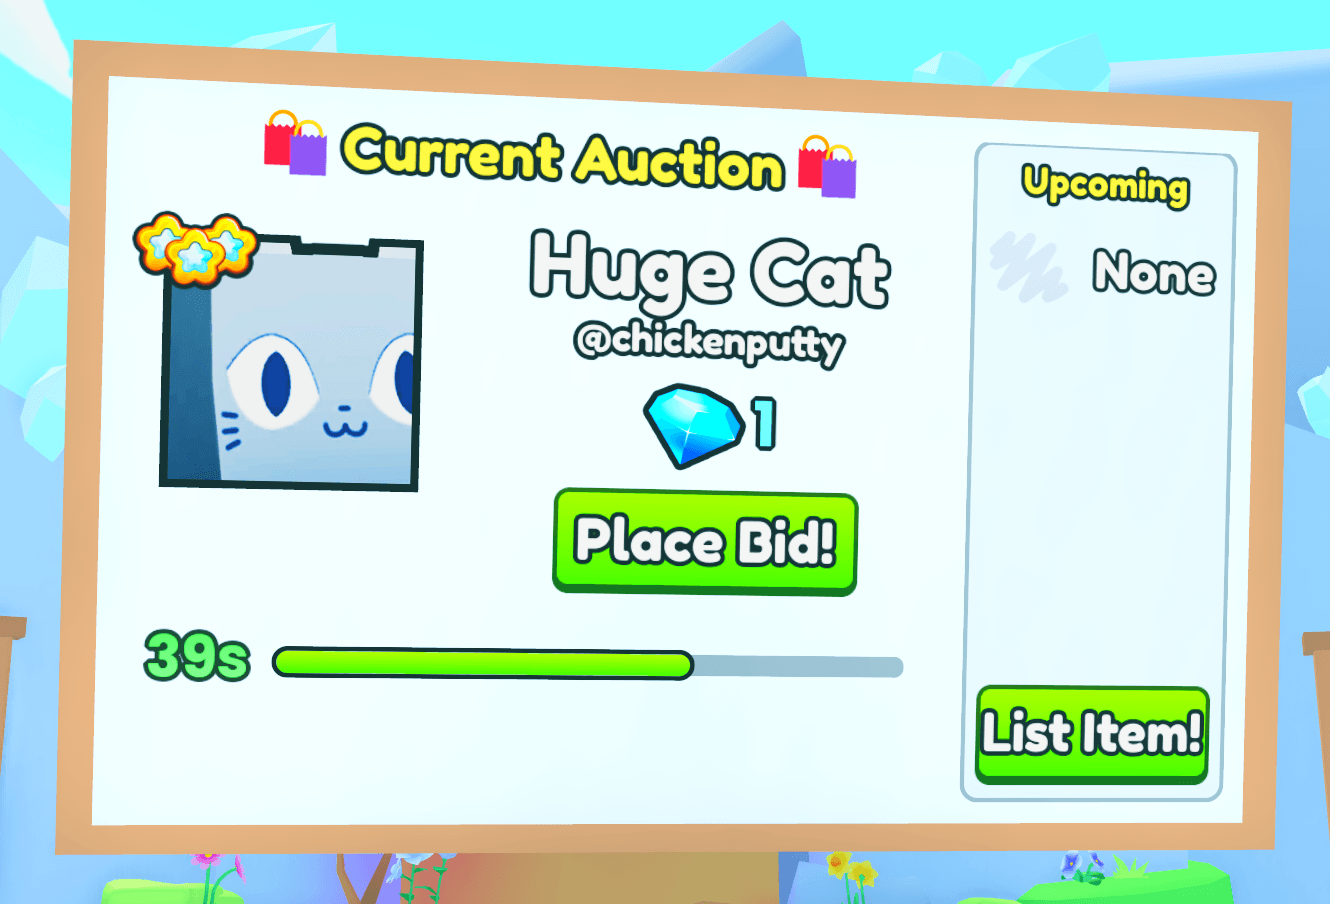 Current Auction
Huge Cat
@chickenputty
1
Place Bid!
39s
Upcoming
None
List Item!